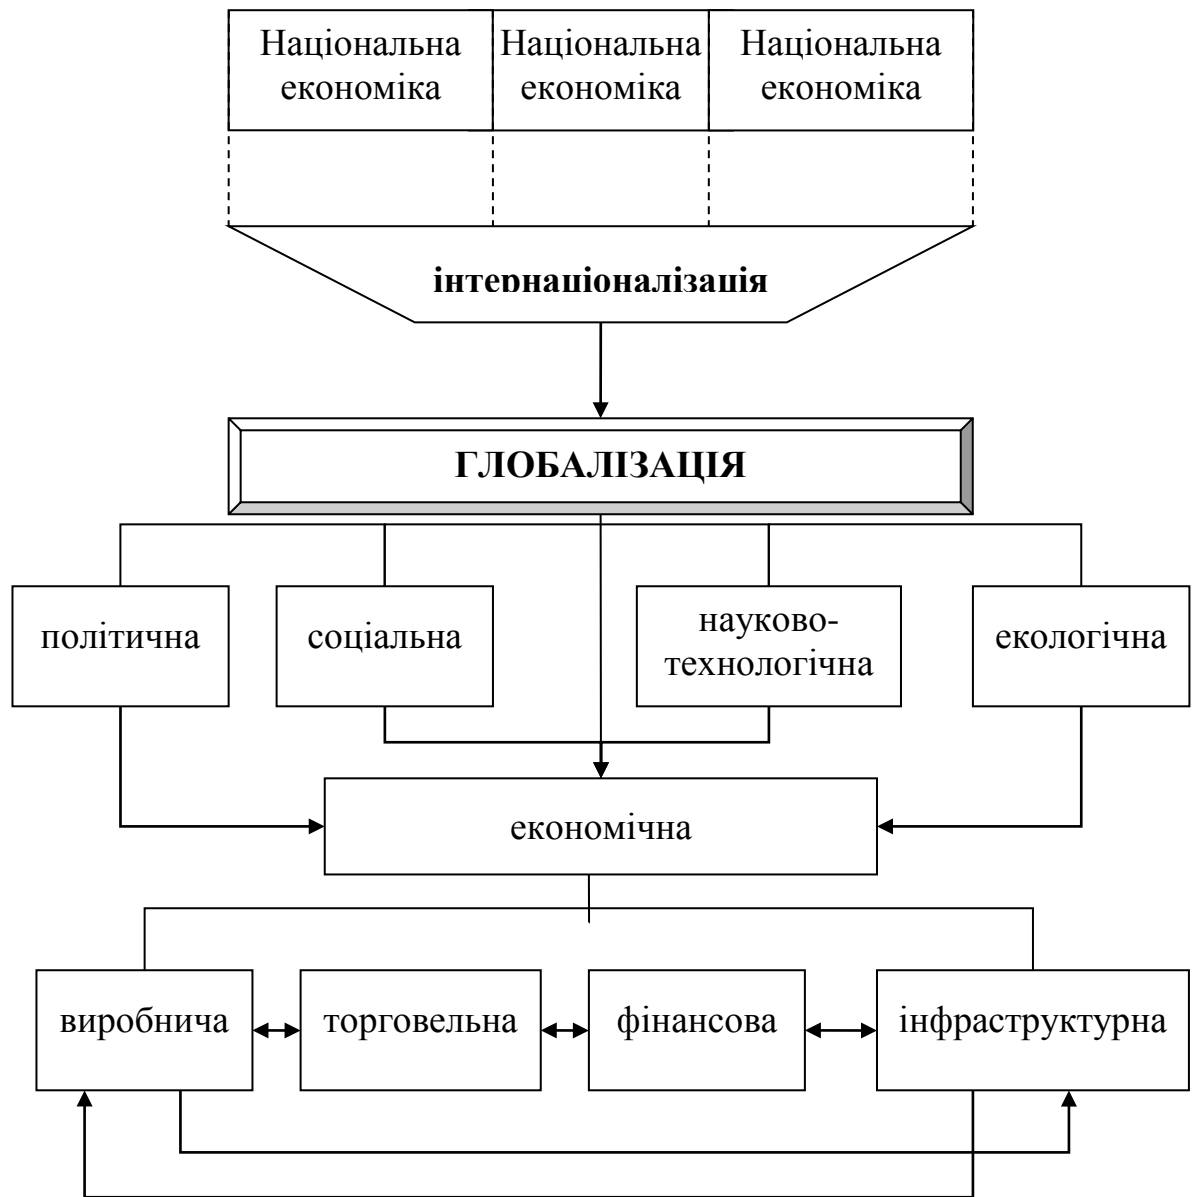 Національна
економіка
Національна
економіка
Національна
економіка
інтернаціоналізація
ГЛОБАЛІЗАЦІЯ
політична
соціальна
науково-
технологічна
екологічна
економічна
виробнича
торговельна
фінансова
інфраструктурна